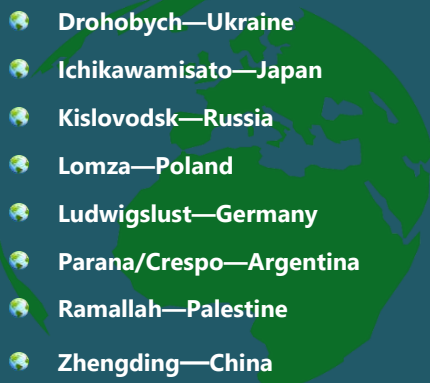 Drohobych—Ukraine
Ichikawamisato—Japan
Kislovodsk—Russia
Lomza—Poland
Ludwigslust—Germany
Parana/Crespo—Argentina
Ramallah—Palestine
Zhengding—China